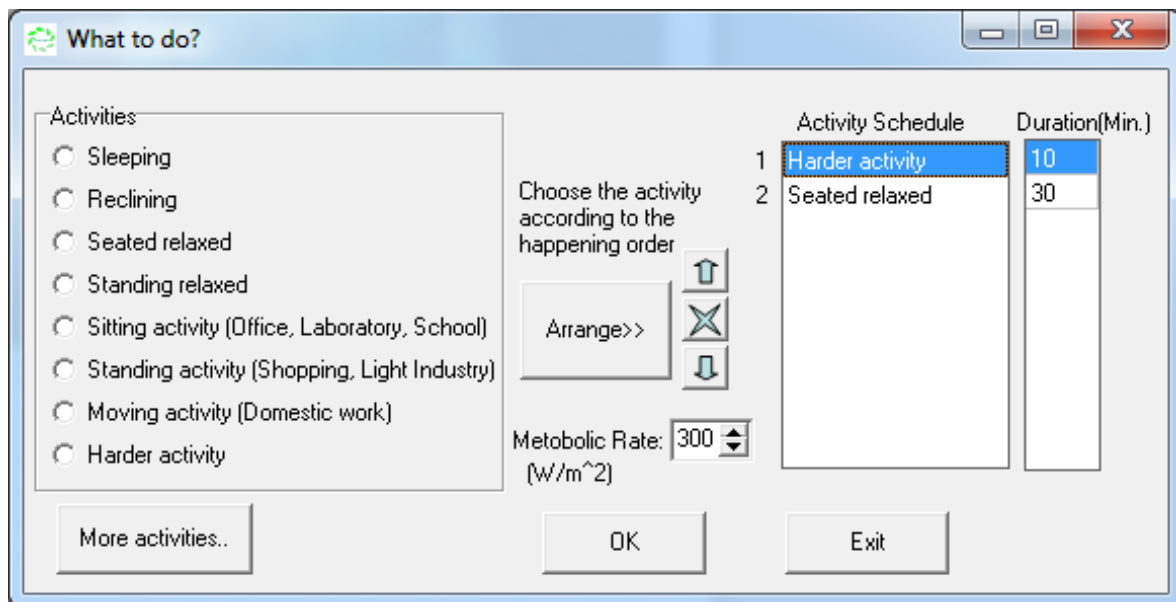 What to do?
Activities
Sleeping
Reclining
Seated relaxed
Standing relaxed
Sitting activity (Office, Laboratory, School)
Standing activity (Shopping, Light Industry)
Moving activity (Domestic work)
Harder activity
More activities..
Choose the activity
according to the
happening order
Arrange>>
Metobolic Rate: 300
(W/m^2)
OK
Activity Schedule Duration(Min.)
1 Harder activity 10
2 Seated relaxed 30
Exit